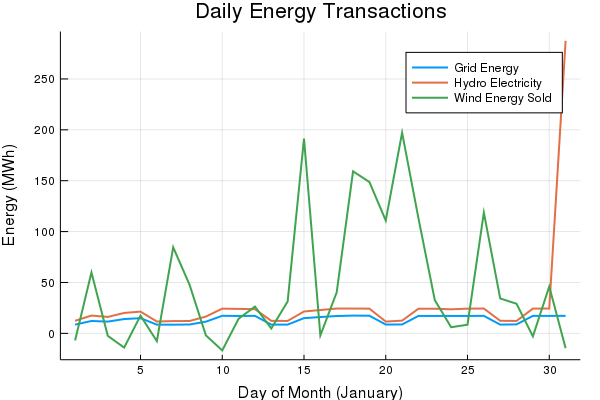 Daily Energy Transactions
Grid Energy
Hydro Electricity
Wind Energy Sold
Energy (MWh)
250
200
150
100
50
0
5
10
15
20
25
30
Day of Month (January)